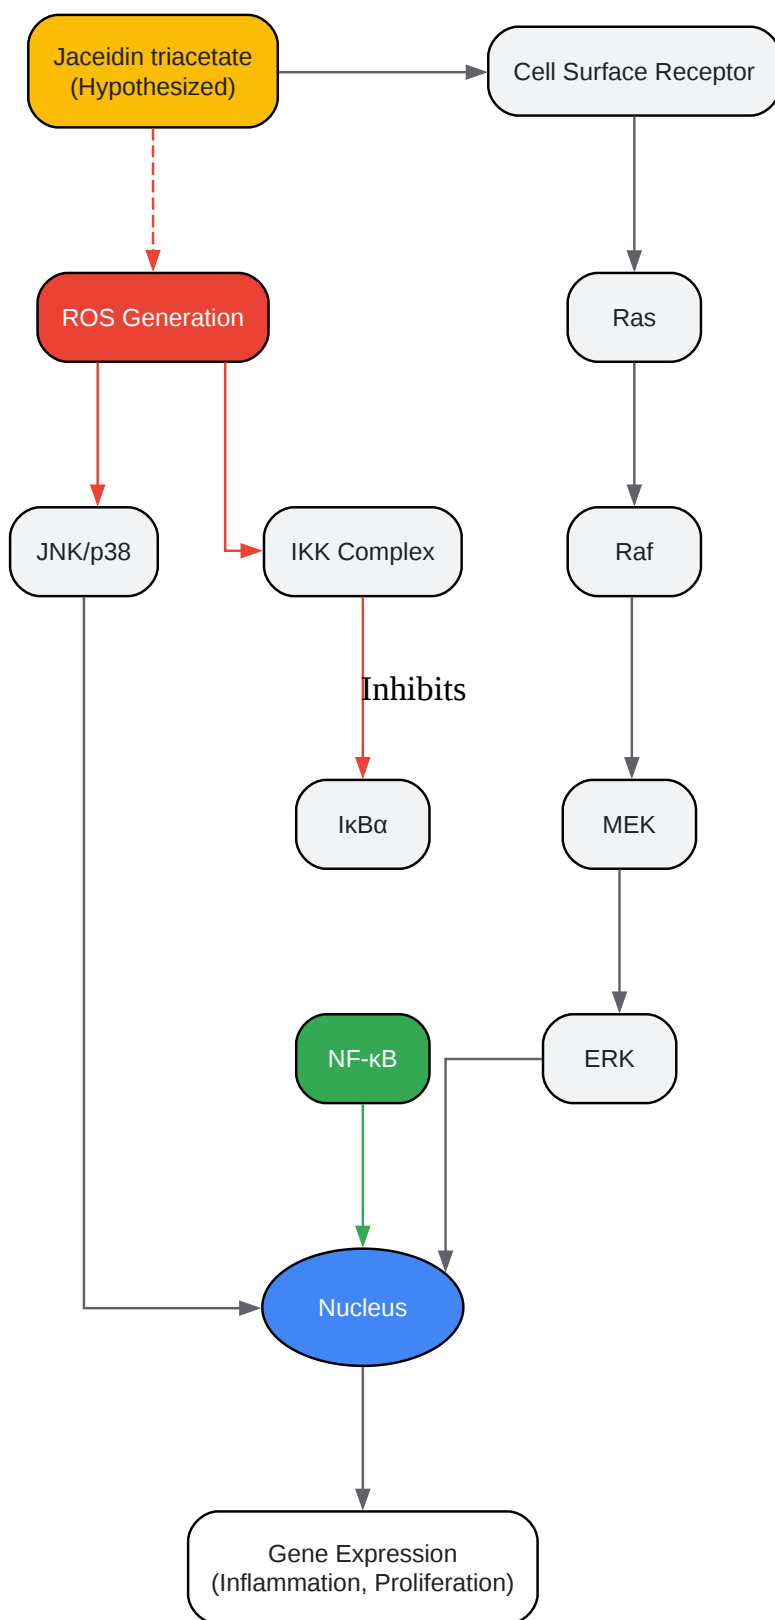 Jaceidin triacetate
(Hypothesized)
Cell Surface Receptor
ROS Generation
Ras
JNK/p38
IKK Complex
Raf
Inhibits
IκBα
MEK
NF-κB
ERK
Nucleus
Gene Expression
(Inflammation, Proliferation)